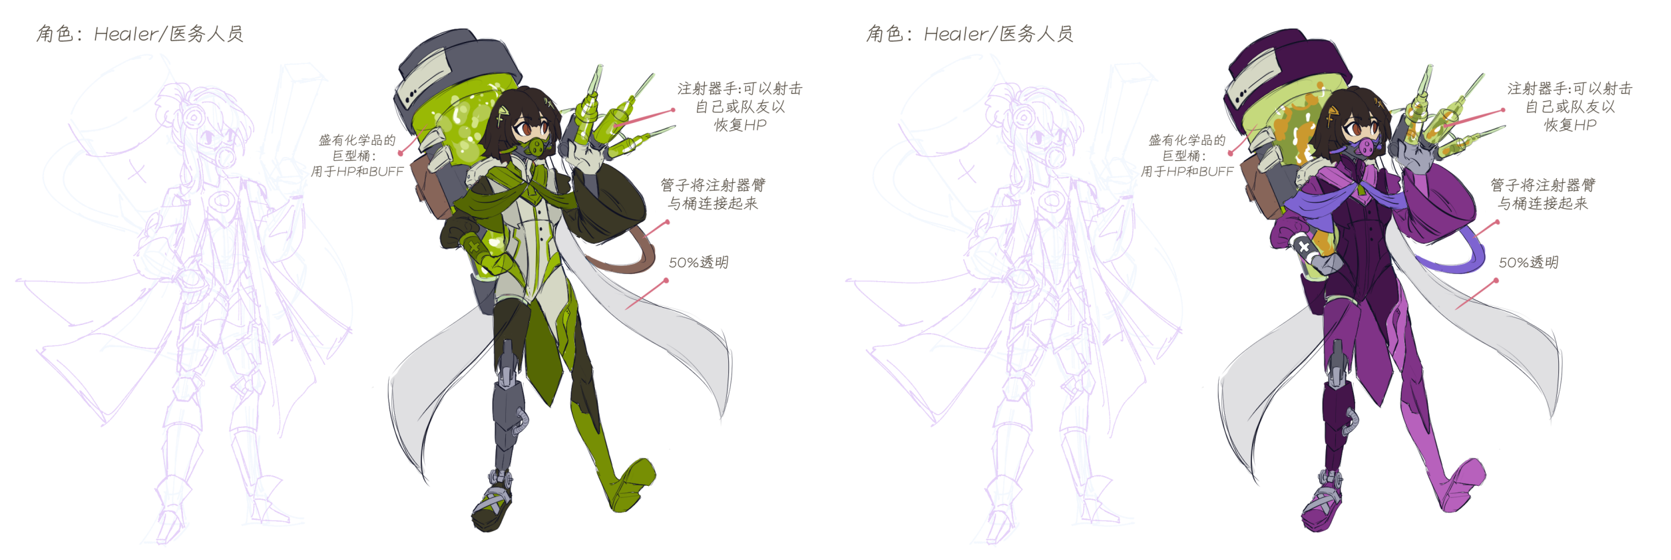 角色：Healer/医务人员
注射器手:可以射击
自己或队友以
恢复HP
盛有化学品的
巨型桶：
用于HP和BUFF
管子将注射器臂
与桶连接起来
50%透明
角色：Healer/医务人员
注射器手:可以射击
自己或队友以
恢复HP
盛有化学品的
巨型桶：
用于HP和BUFF
管子将注射器臂
与桶连接起来
50%透明